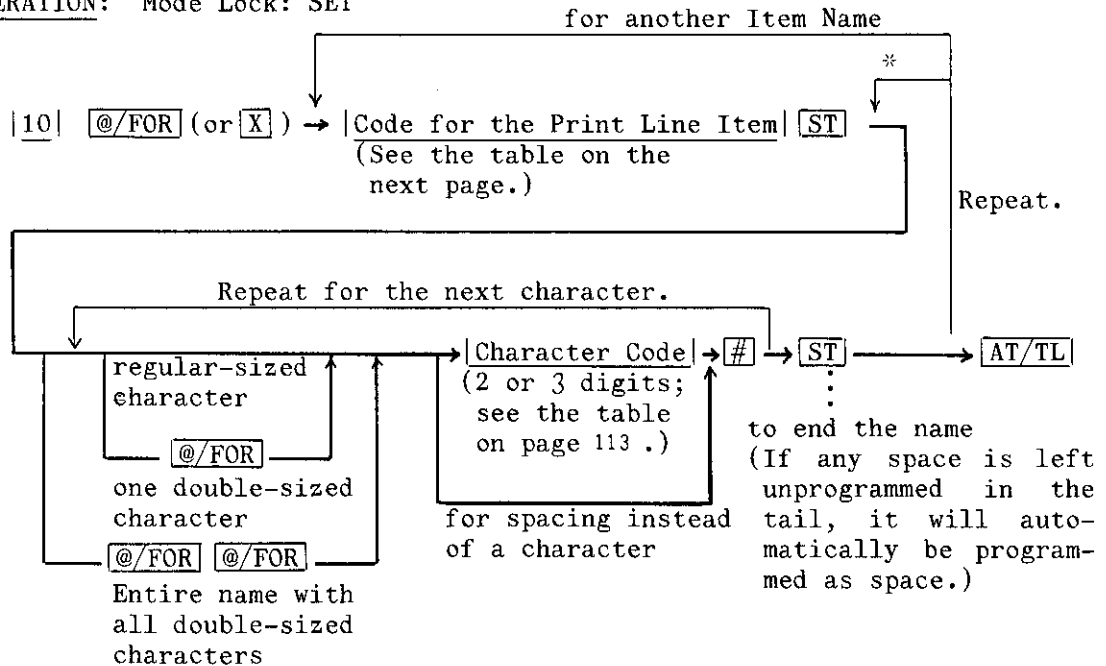 ERATION: Mode Lock: SET
for another Item Name
*
|10| @/FOR (or X) → |Code for the Print Line Item| ST
(See the table on the
next page.)
Repeat.
Repeat for the next character.
regular-sized
character
|Character Code| → # → ST → AT/TL
(2 or 3 digits;
see the table
on page 113 .)
@/FOR
one double-sized
character
for spacing instead
of a character
to end the name
(If any space is left
unprogrammed in the
tail, it will auto-
matically be program-
med as space.)
@/FOR @/FOR
Entire name with
all double-sized
characters